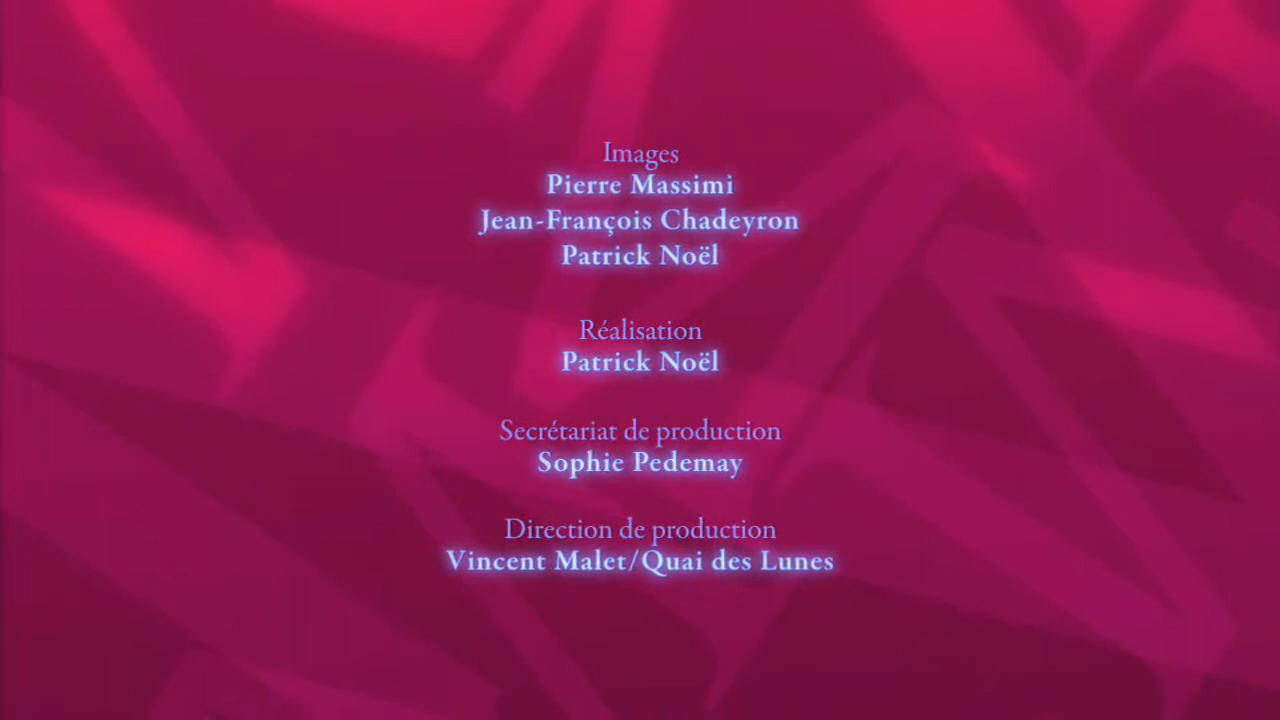 Images
Pierre Massimi
Jean-François Chadeyron
Patrick Noël
Réalisation
Patrick Noël
Secrétariat de production
Sophie Pedemay
Direction de production
Vincent Malet/Quai des Lunes